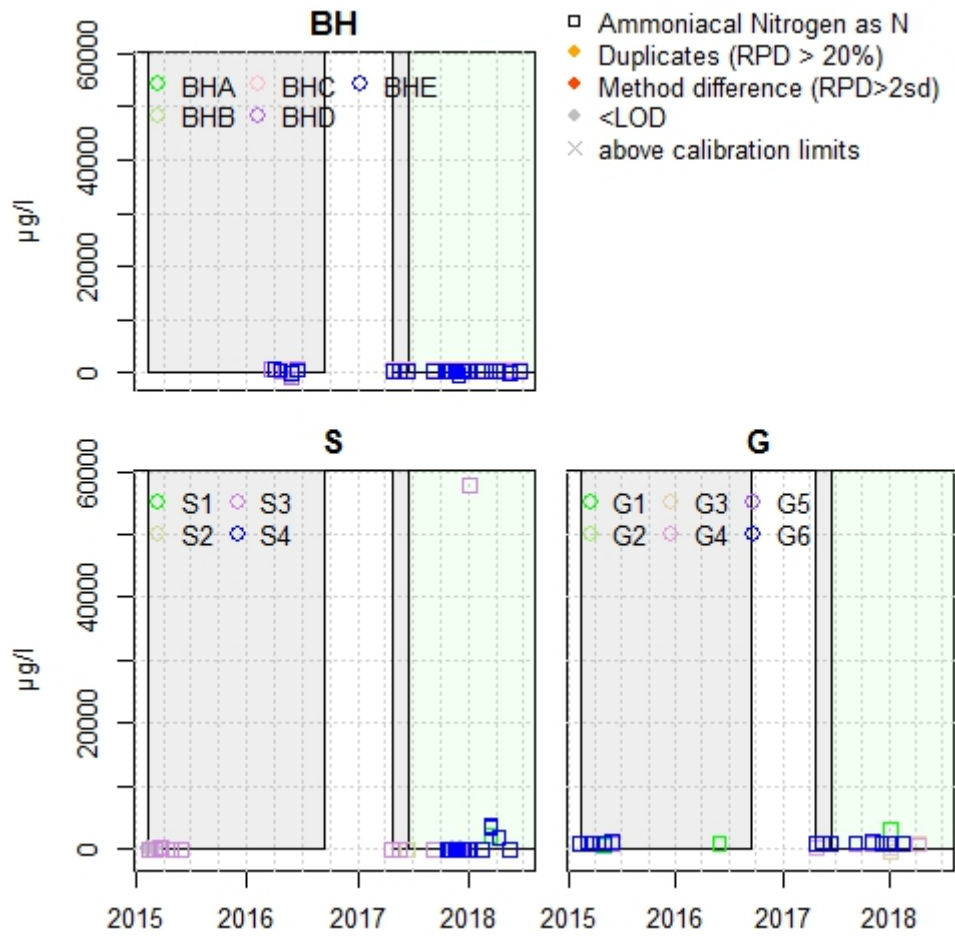 BH
Ammoniacal Nitrogen as N
Duplicates (RPD > 20%)
Method difference (RPD>2sd)
<LOD
above calibration limits
BHA BHC BHE
BHB BHD
60000
40000
20000
0
µg/l
S
S1 S3
S2 S4
60000
40000
20000
0
µg/l
2015 2016 2017 2018
G
G1 G3 G5
G2 G4 G6
2015 2016 2017 2018